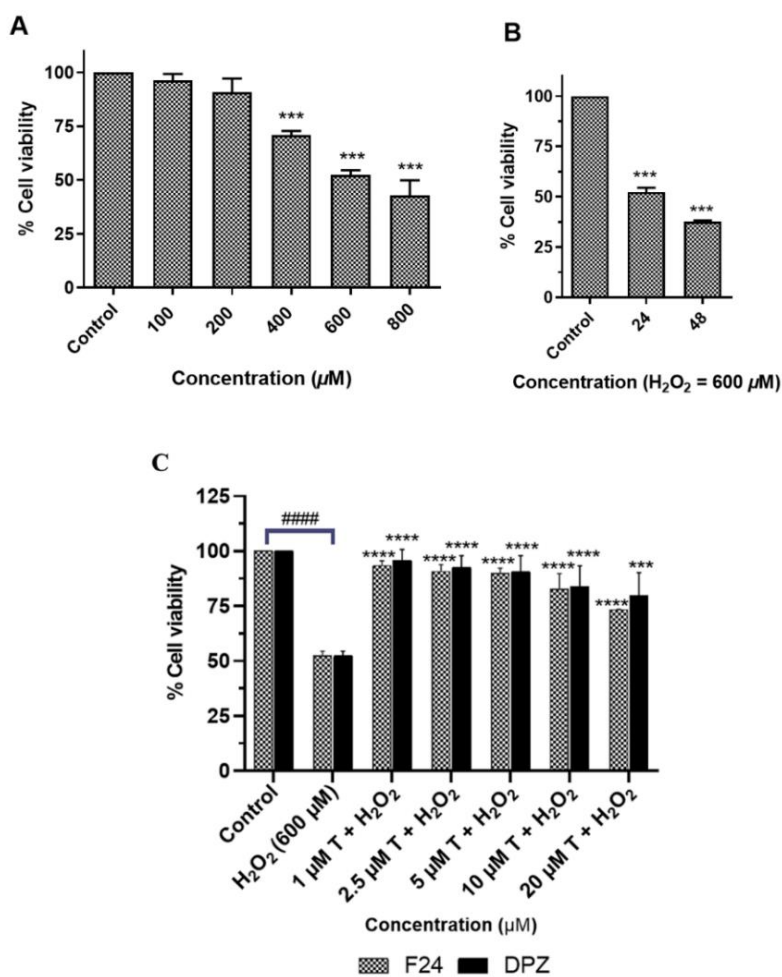 A
% Cell viability
100
75
50
25
0
***
***
***
Control
100
200
400
600
800
Concentration (µM)
B
% Cell viability
100
75
50
25
0
***
***
Control
24
48
Concentration (H₂O₂ = 600 µM)
C
% Cell viability
125
100
75
50
25
0
####
**** ****
**** ****
**** ****
**** ****
**** ***
Control
H₂O₂ (600 µM)
1 µM T + H₂O₂
2.5 µM T + H₂O₂
5 µM T + H₂O₂
10 µM T + H₂O₂
20 µM T + H₂O₂
Concentration (µM)
F24 DPZ